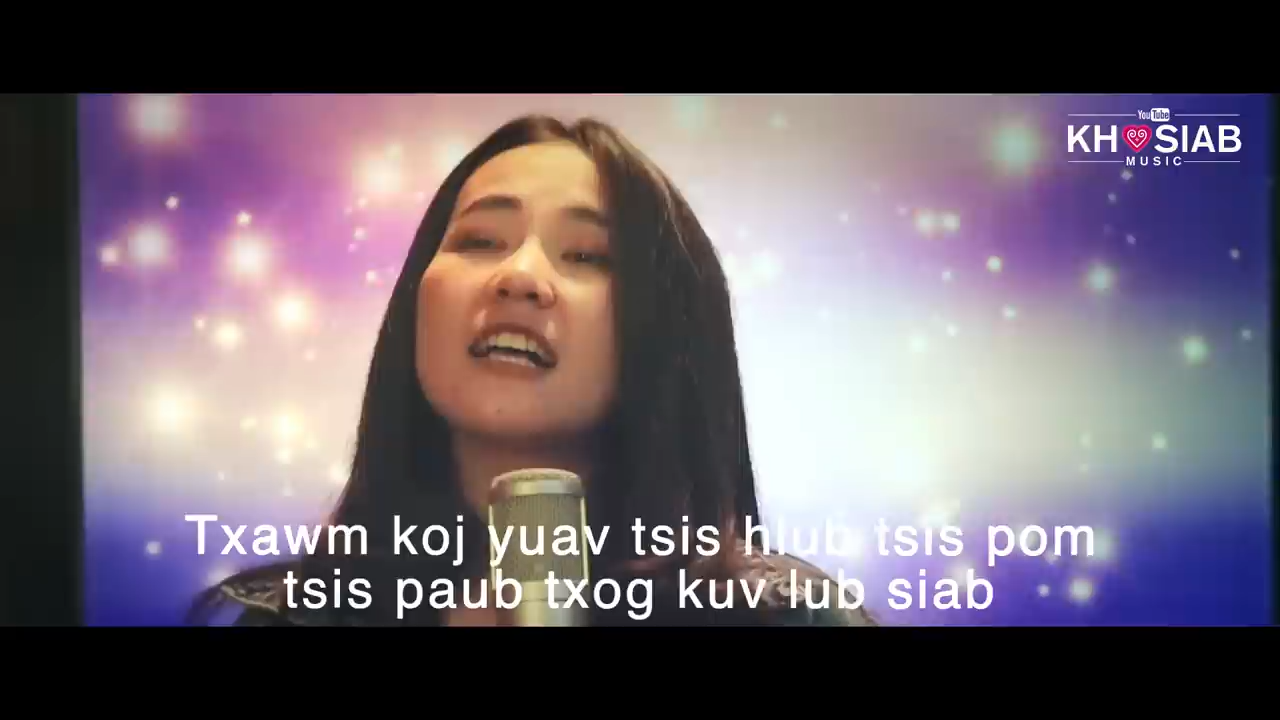 YouTube
KHOSIAB
MUSIC
Txawm koj yuav tsis hlub tsis pom
tsis paub txog kuv lub siab